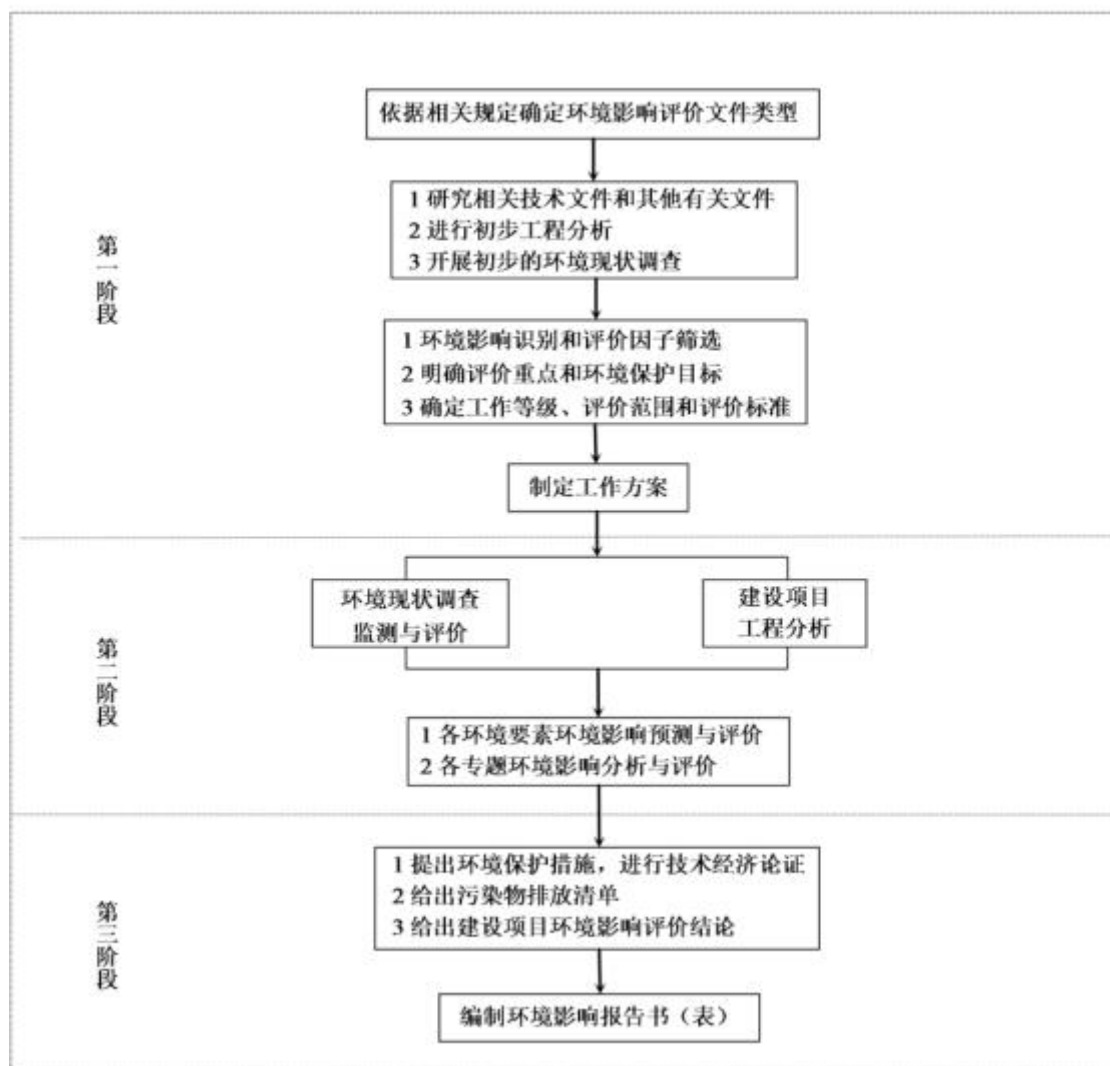 依据相关规定确定环境影响评价文件类型
1 研究相关技术文件和其他有关文件
2 进行初步工程分析
3 开展初步的环境现状调查
第一阶段
1 环境影响识别和评价因子筛选
2 明确评价重点和环境保护目标
3 确定工作等级、评价范围和评价标准
制定工作方案
环境现状调查
监测与评价
建设项目
工程分析
第二阶段
1 各环境要素环境影响预测与评价
2 各专题环境影响分析与评价
1 提出环境保护措施，进行技术经济论证
2 给出污染物排放清单
3 给出建设项目环境影响评价结论
第三阶段
编制环境影响报告书（表）